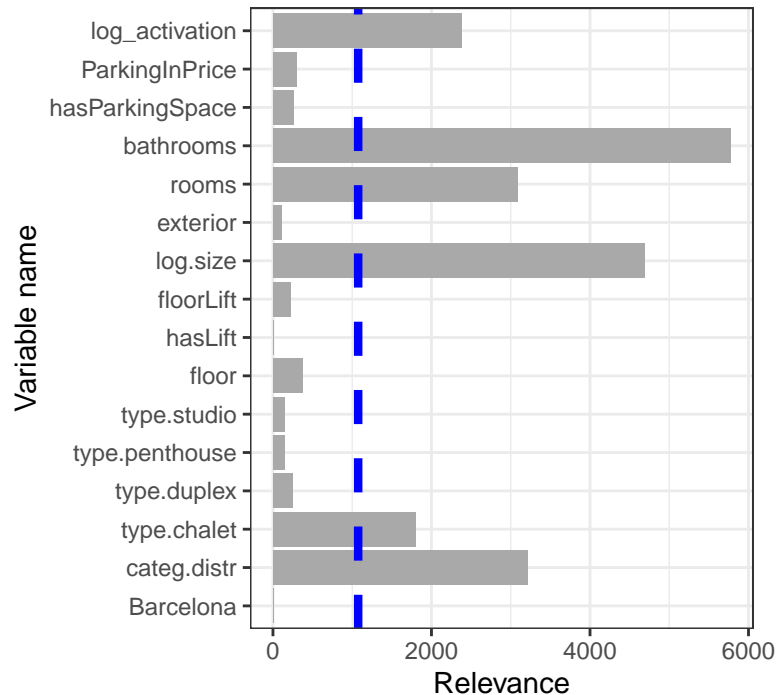 log_activation
ParkingInPrice
hasParkingSpace
bathrooms
rooms
exterior
log.size
floorLift
hasLift
floor
type.studio
type.penthouse
type.duplex
type.chalet
categ.distr
Barcelona
Variable name
0 2000 4000 6000
Relevance